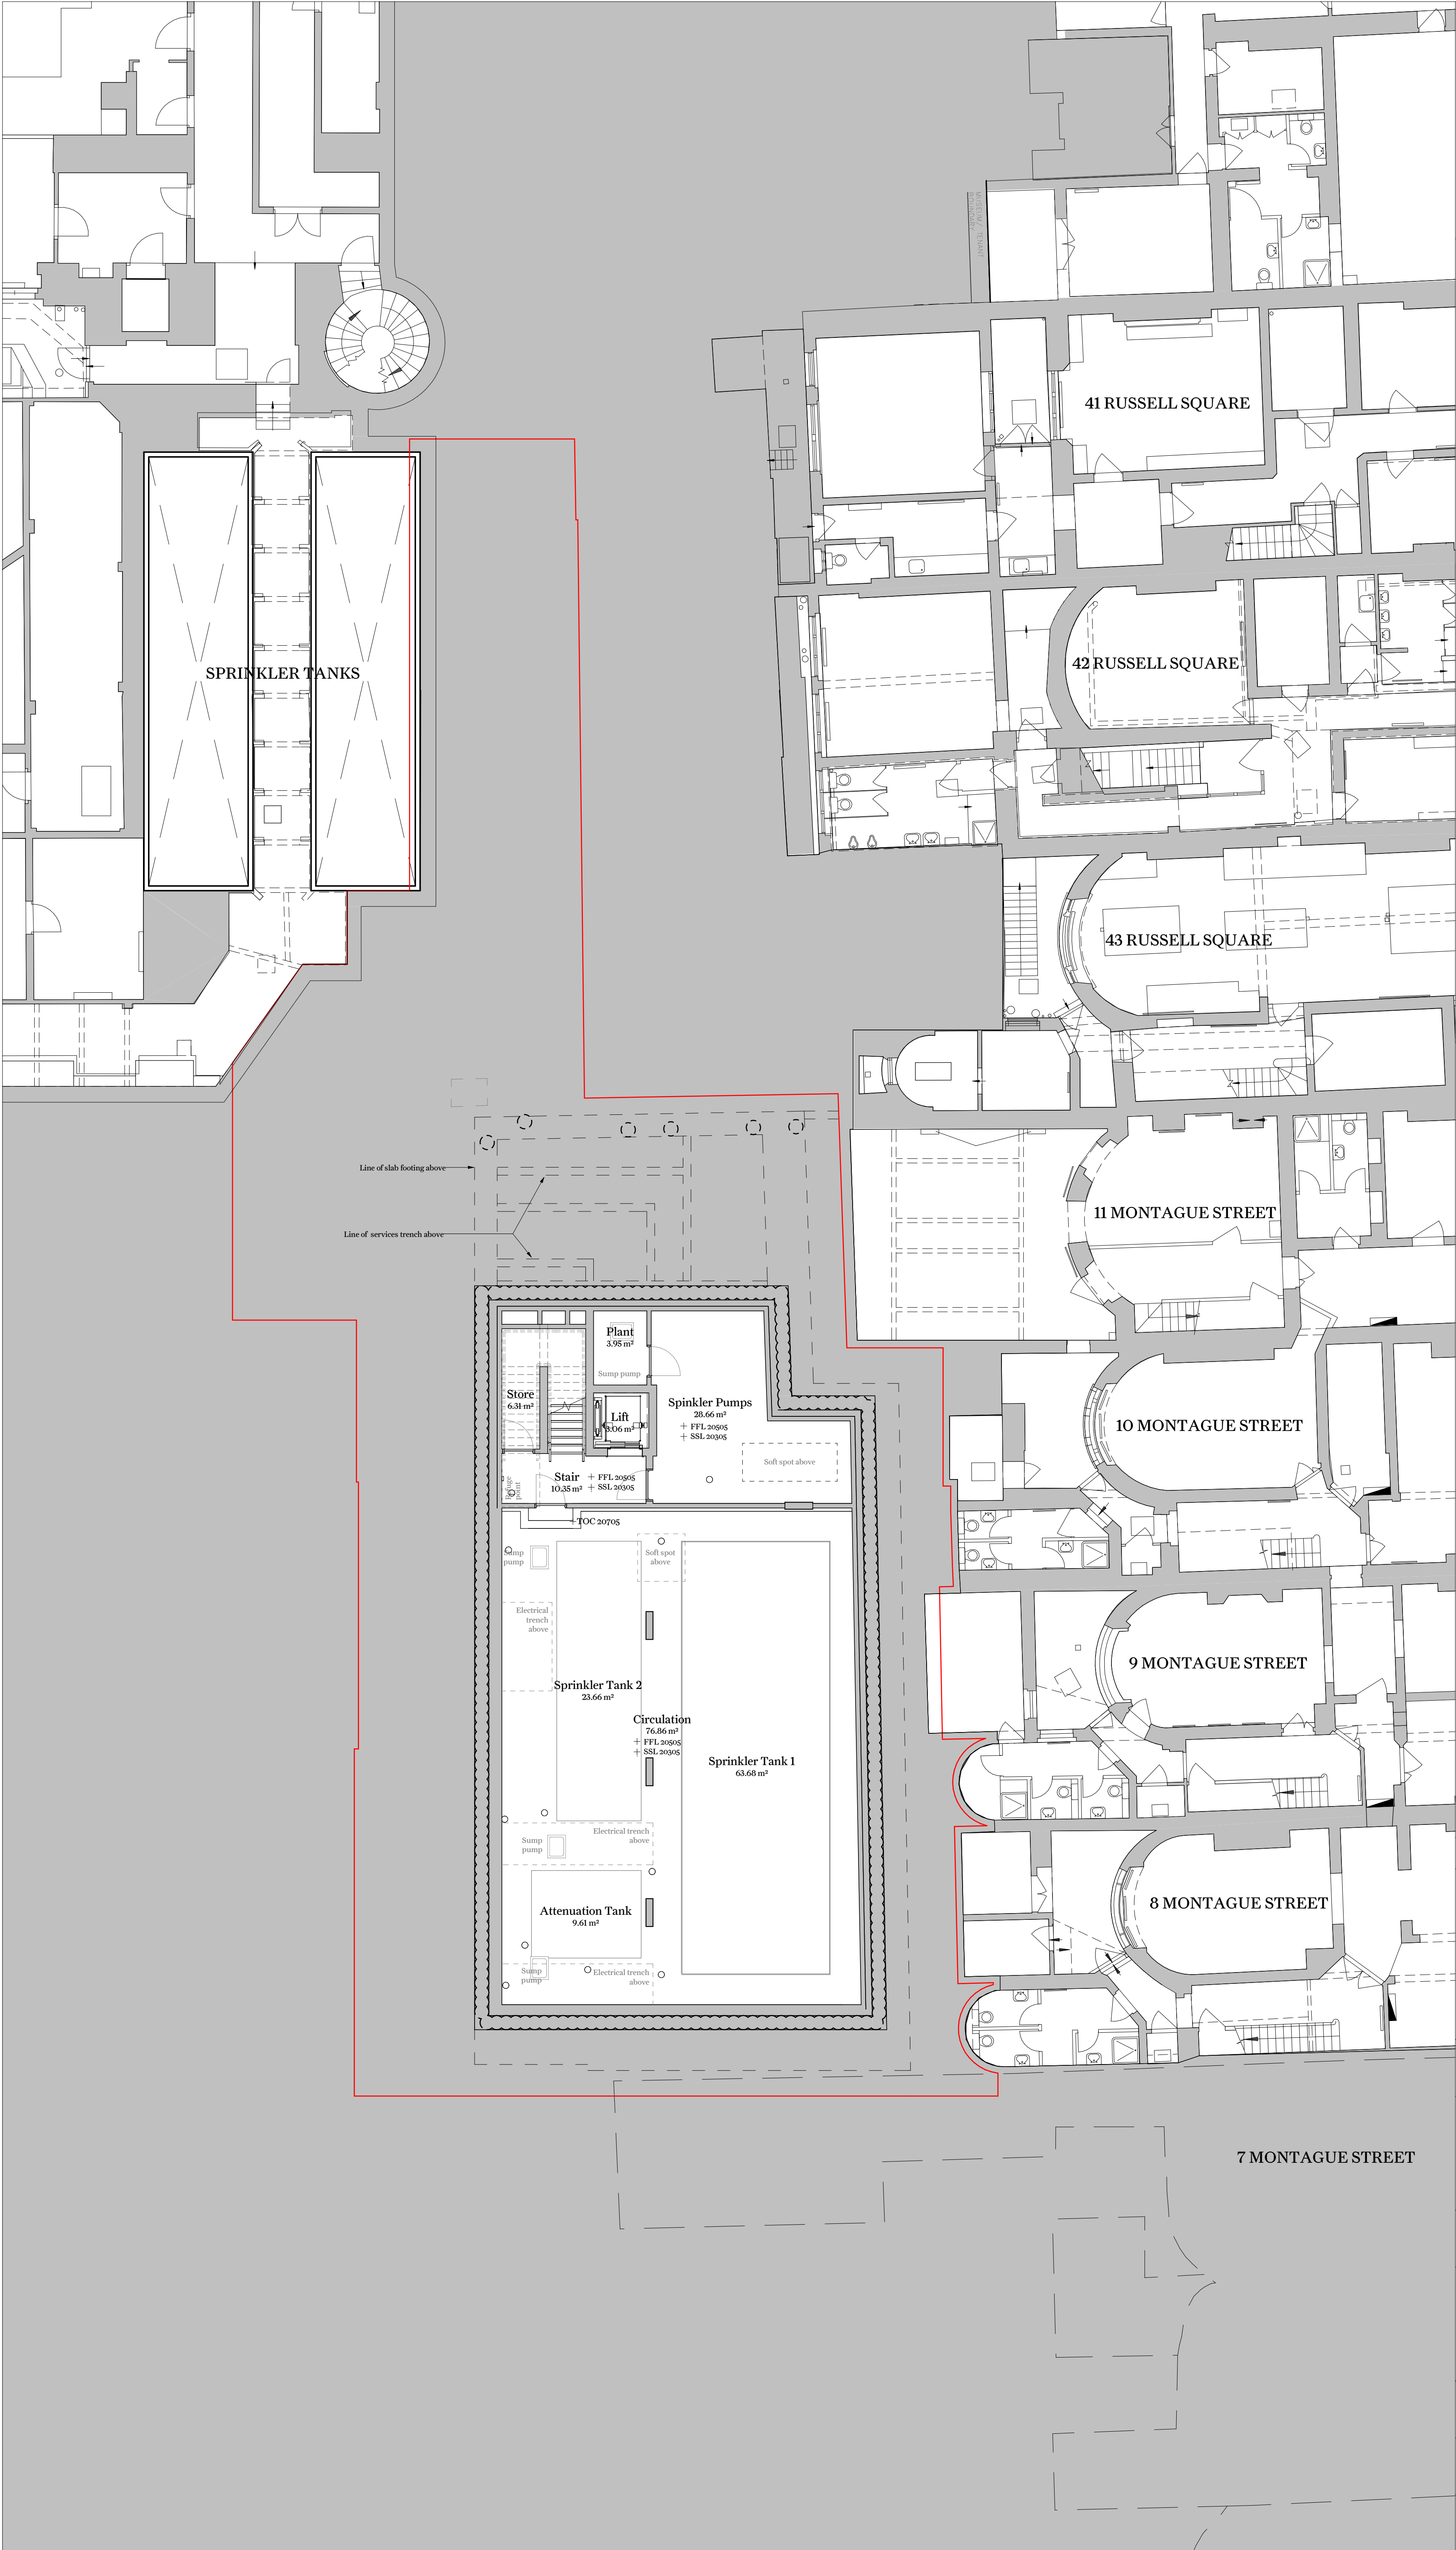 MUSEUM / TENANT
BOUNDARY
41 RUSSELL SQUARE
42 RUSSELL SQUARE
SPRINKLER TANKS
43 RUSSELL SQUARE
Line of slab footing above
11 MONTAGUE STREET
Line of services trench above
Plant
3.95 m²
Sump pump
Store
6.31 m²
Lift
3.06 m²
Spinkler Pumps
28.66 m²
FFL 20505
SSL 20305
10 MONTAGUE STREET
Soft spot above
Stair
10.35 m²
FFL 20505
SSL 20305
Refuge
point
TOC 20705
Sump
pump
Soft spot
above
Electrical
trench
above
9 MONTAGUE STREET
Sprinkler Tank 2
23.66 m²
Circulation
76.86 m²
FFL 20505
SSL 20305
Sprinkler Tank 1
63.68 m²
Electrical trench
above
Sump
pump
8 MONTAGUE STREET
Attenuation Tank
9.61 m²
Sump
pump
Electrical trench
above
7 MONTAGUE STREET